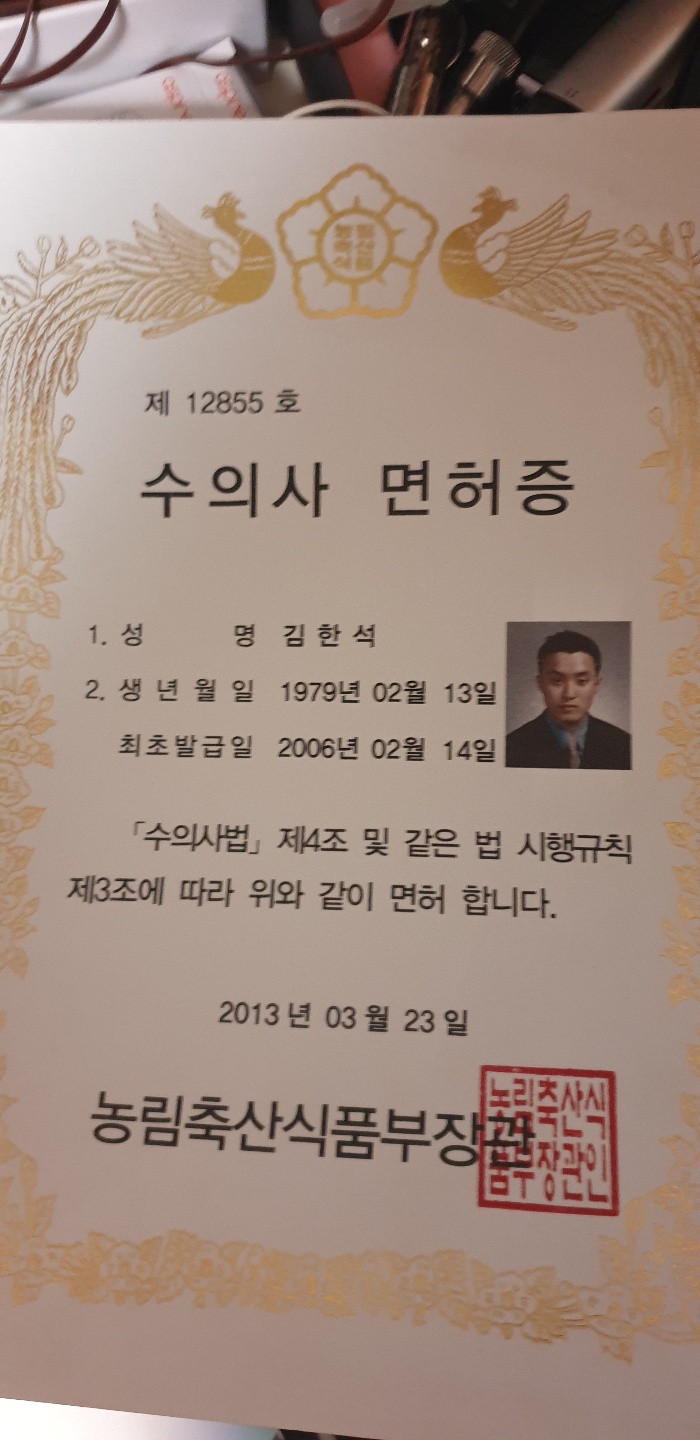 제 12855 호
수의사 면허증
1. 성 명 김 한 석
2. 생 년 월 일 1979년 02월 13일
최초발급일 2006년 02월 14일
「수의사법」 제4조 및 같은 법 시행규칙
제3조에 따라 위와 같이 면허 합니다.
2013 년 03 월 23 일
농림축산식품부장관
농림축산식
품부장관인